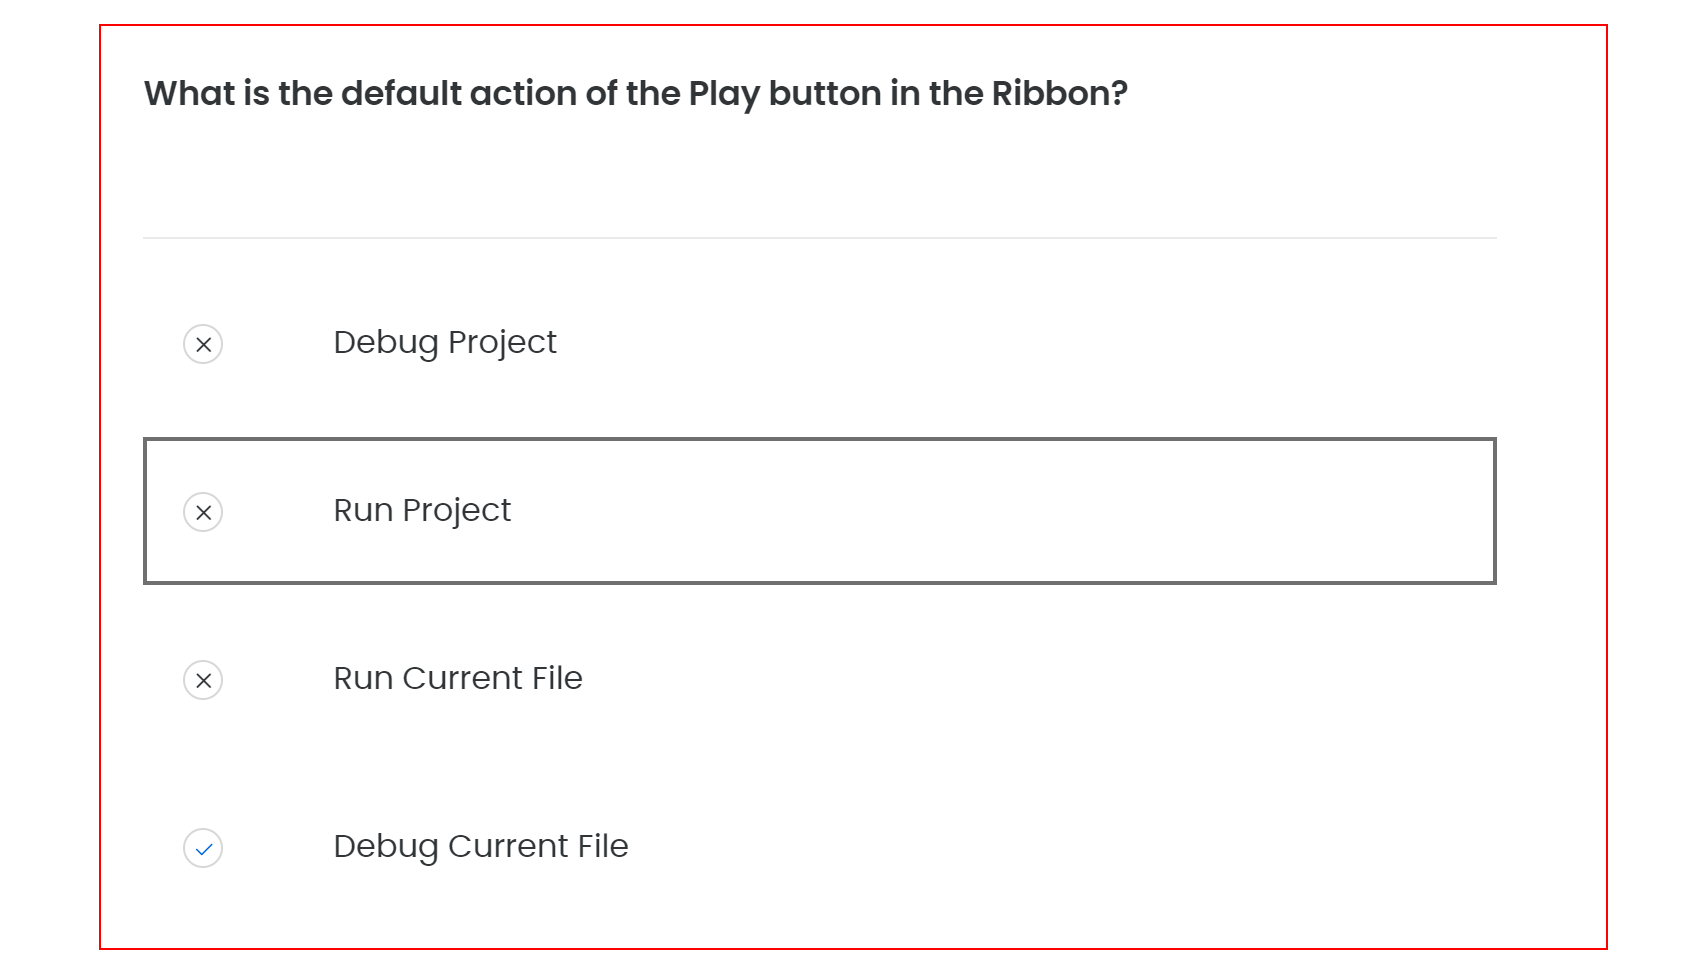 What is the default action of the Play button in the Ribbon?
Debug Project
Run Project
Run Current File
Debug Current File